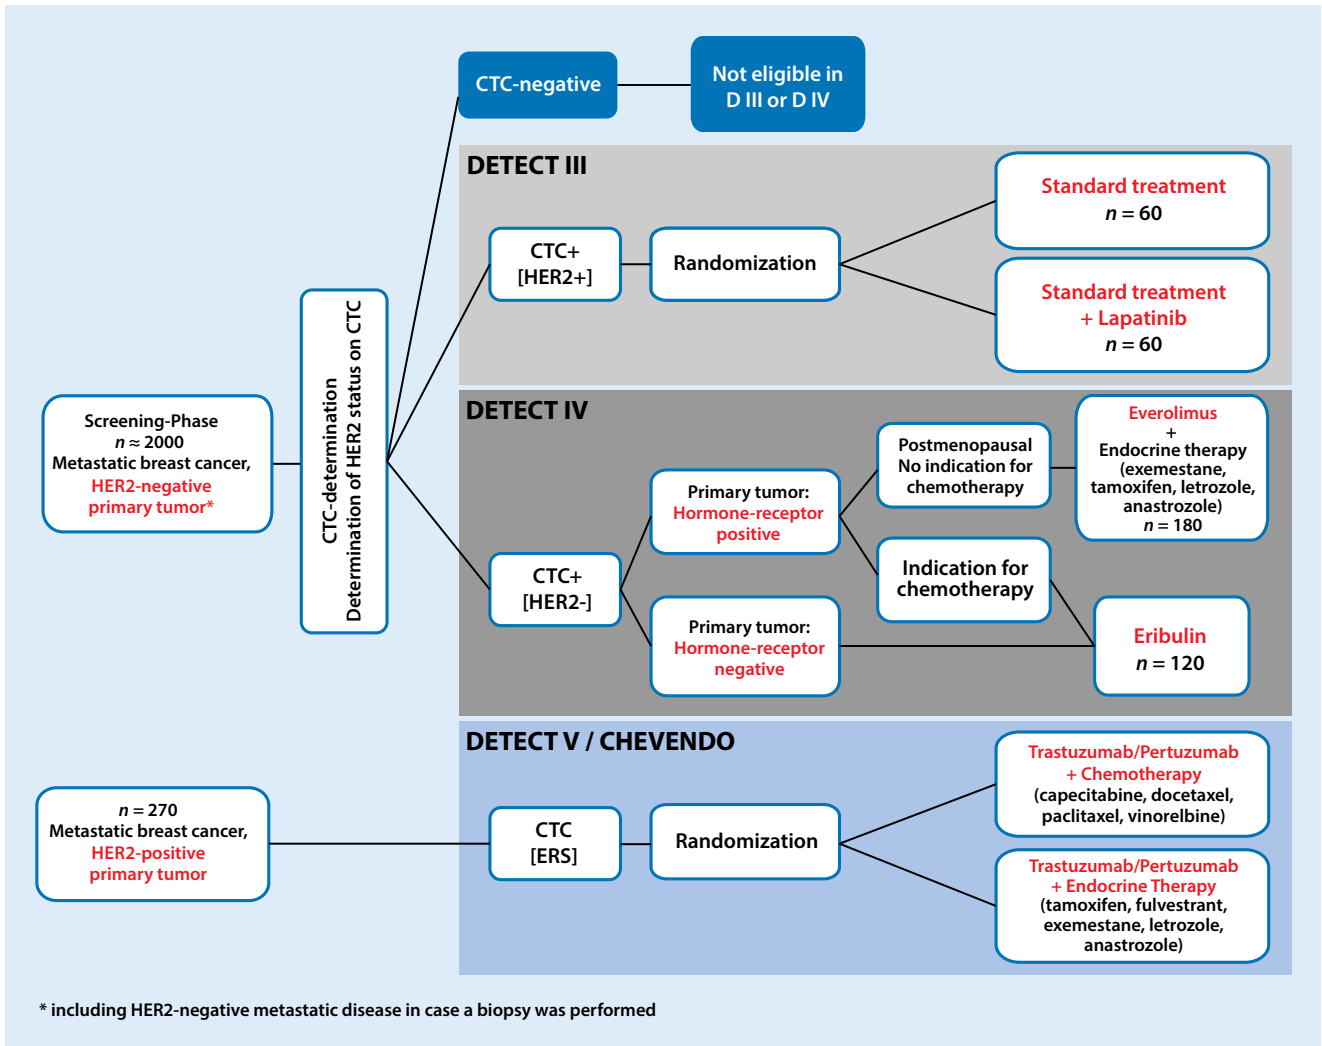 CTC-negative
Not eligible in
D III or D IV
DETECT III
CTC+
[HER2+]
Randomization
Standard treatment
n = 60
Standard treatment
+ Lapatinib
n = 60
Screening-Phase
n ≈ 2000
Metastatic breast cancer,
HER2-negative
primary tumor*
CTC-determination
Determination of HER2 status on CTC
DETECT IV
CTC+
[HER2-]
Primary tumor:
Hormone-receptor
positive
Primary tumor:
Hormone-receptor
negative
Postmenopausal
No indication for
chemotherapy
Indication for
chemotherapy
Everolimus
+
Endocrine therapy
(exemestane,
tamoxifen, letrozole,
anastrozole)
n = 180
Eribulin
n = 120
DETECT V / CHEVENDO
n = 270
Metastatic breast cancer,
HER2-positive
primary tumor
CTC
[ERS]
Randomization
Trastuzumab/Pertuzumab
+ Chemotherapy
(capecitabine, docetaxel,
paclitaxel, vinorelbine)
Trastuzumab/Pertuzumab
+ Endocrine Therapy
(tamoxifen, fulvestrant,
exemestane, letrozole,
anastrozole)
* including HER2-negative metastatic disease in case a biopsy was performed